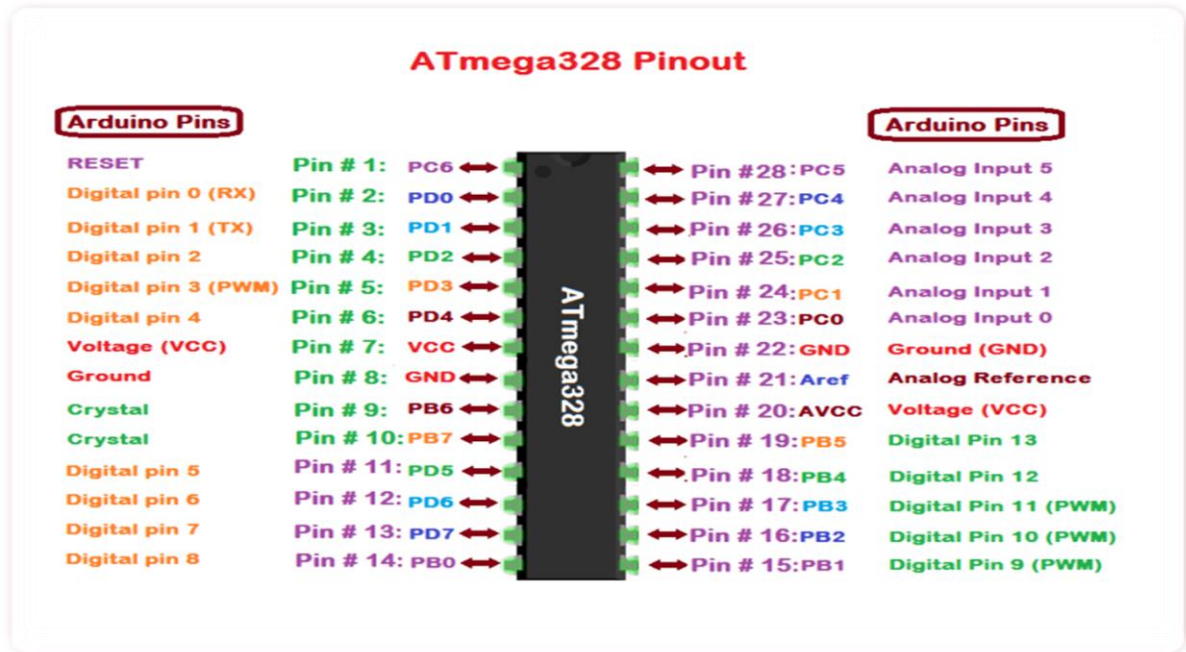 ATmega328 Pinout
Arduino Pins
Arduino Pins
RESET Pin # 1: PC6
Digital pin 0 (RX) Pin # 2: PD0
Digital pin 1 (TX) Pin # 3: PD1
Digital pin 2 Pin # 4: PD2
Digital pin 3 (PWM) Pin # 5: PD3
Digital pin 4 Pin # 6: PD4
Voltage (VCC) Pin # 7: VCC
Ground Pin # 8: GND
Crystal Pin # 9: PB6
Crystal Pin # 10: PB7
Digital pin 5 Pin # 11: PD5
Digital pin 6 Pin # 12: PD6
Digital pin 7 Pin # 13: PD7
Digital pin 8 Pin # 14: PB0
ATmega328
Pin #28:PC5 Analog Input 5
Pin #27:PC4 Analog Input 4
Pin #26:PC3 Analog Input 3
Pin # 25:PC2 Analog Input 2
Pin # 24:PC1 Analog Input 1
Pin # 23:PC0 Analog Input 0
Pin # 22:GND Ground (GND)
Pin # 21:Aref Analog Reference
Pin # 20:AVCC Voltage (VCC)
Pin # 19:PB5 Digital Pin 13
Pin # 18:PB4 Digital Pin 12
Pin # 17:PB3 Digital Pin 11 (PWM)
Pin # 16:PB2 Digital Pin 10 (PWM)
Pin # 15:PB1 Digital Pin 9 (PWM)